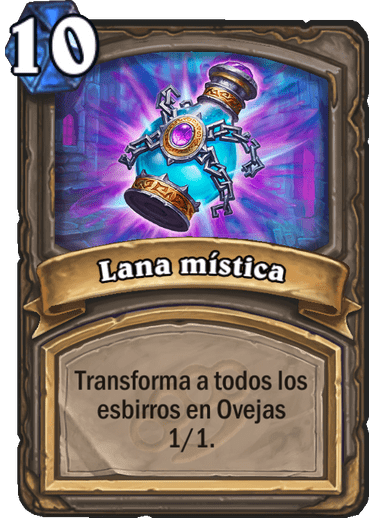 10
Lana mística
Transforma a todos los
esbirros en Ovejas
1/1.